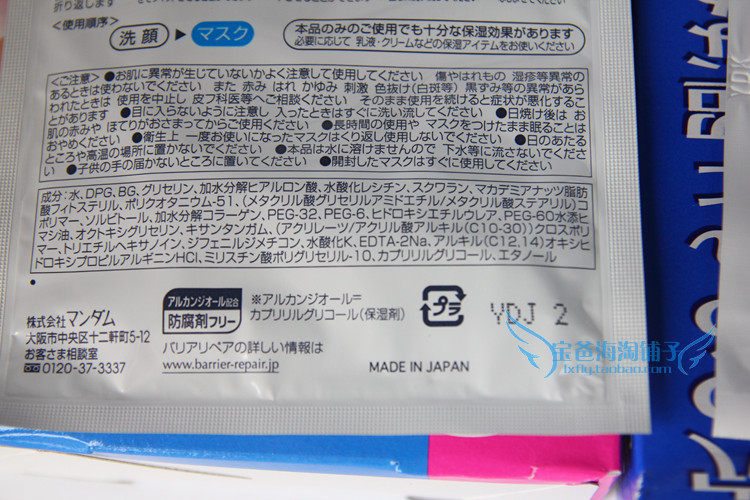 折り返します
<使用順序>
洗顔 ▶ マスク
本品のみのご使用でも十分な保湿効果があります
必要に応じて 乳液・クリームなどの保湿アイテムをお使いください
<ご注意> ●お肌に異常が生じていないかよく注意して使用してください 傷やはれもの 湿疹等異常の
あるときは使わないでください また 赤み はれ かゆみ 刺激 色抜け(白斑等) 黒ずみ等の異常があら
われたときは 使用を中止し 皮フ科医等へご相談ください そのまま使用を続けると症状が悪化するこ
とがあります ●目に入らないように注意し 入ったときはすぐに洗い流してください ●日焼け後は お
肌の赤みや ほてりがおさまってからご使用ください ●長時間の使用や マスクをつけたまま眠ることは
おやめください ●衛生上 一度お使いになったマスクはくり返し使用しないでください ●日のあたる
ところや高温の場所に置かないでください ●本品は水に溶けませんので 下水等に流さないでくださ
い ●子供の手の届かないところに置いてください ●開封したマスクはすぐに使用してください
成分：水、DPG、BG、グリセリン、加水分解ヒアルロン酸、水酸化レシチン、スクワラン、マカデミアナッツ脂肪
酸フィトステリル、ポリクオタニウム-51、(メタクリル酸グリセリルアミドエチル/メタクリル酸ステアリル)コ
ポリマー、ソルビトール、加水分解コラーゲン、PEG-32、PEG-6、ヒドロキシエチルウレア、PEG-60水添ヒ
マシ油、オクトキシグリセリン、キサンタンガム、(アクリレーツ/アクリル酸アルキル(C10-30))クロスポリ
マー、トリエチルヘキサノイン、ジフェニルジメチコン、水酸化K、EDTA-2Na、アルキル(C12,14)オキシヒ
ドロキシプロピルアルギニンHCl、ミリスチン酸ポリグリセリル-10、カプリリルグリコール、エタノール
株式会社 マンダム
大阪市中央区十二軒町5-12
お客さま相談室
0120-37-3337
アルカンジオール配合
防腐剤フリー
※アルカンジオール=
カプリリルグリコール(保湿剤)
バリアリペアの詳しい情報は
www.barrier-repair.jp
プラ
MADE IN JAPAN
YDJ 2
宝爸海淘铺子
lxfly.taobao.com
YDK